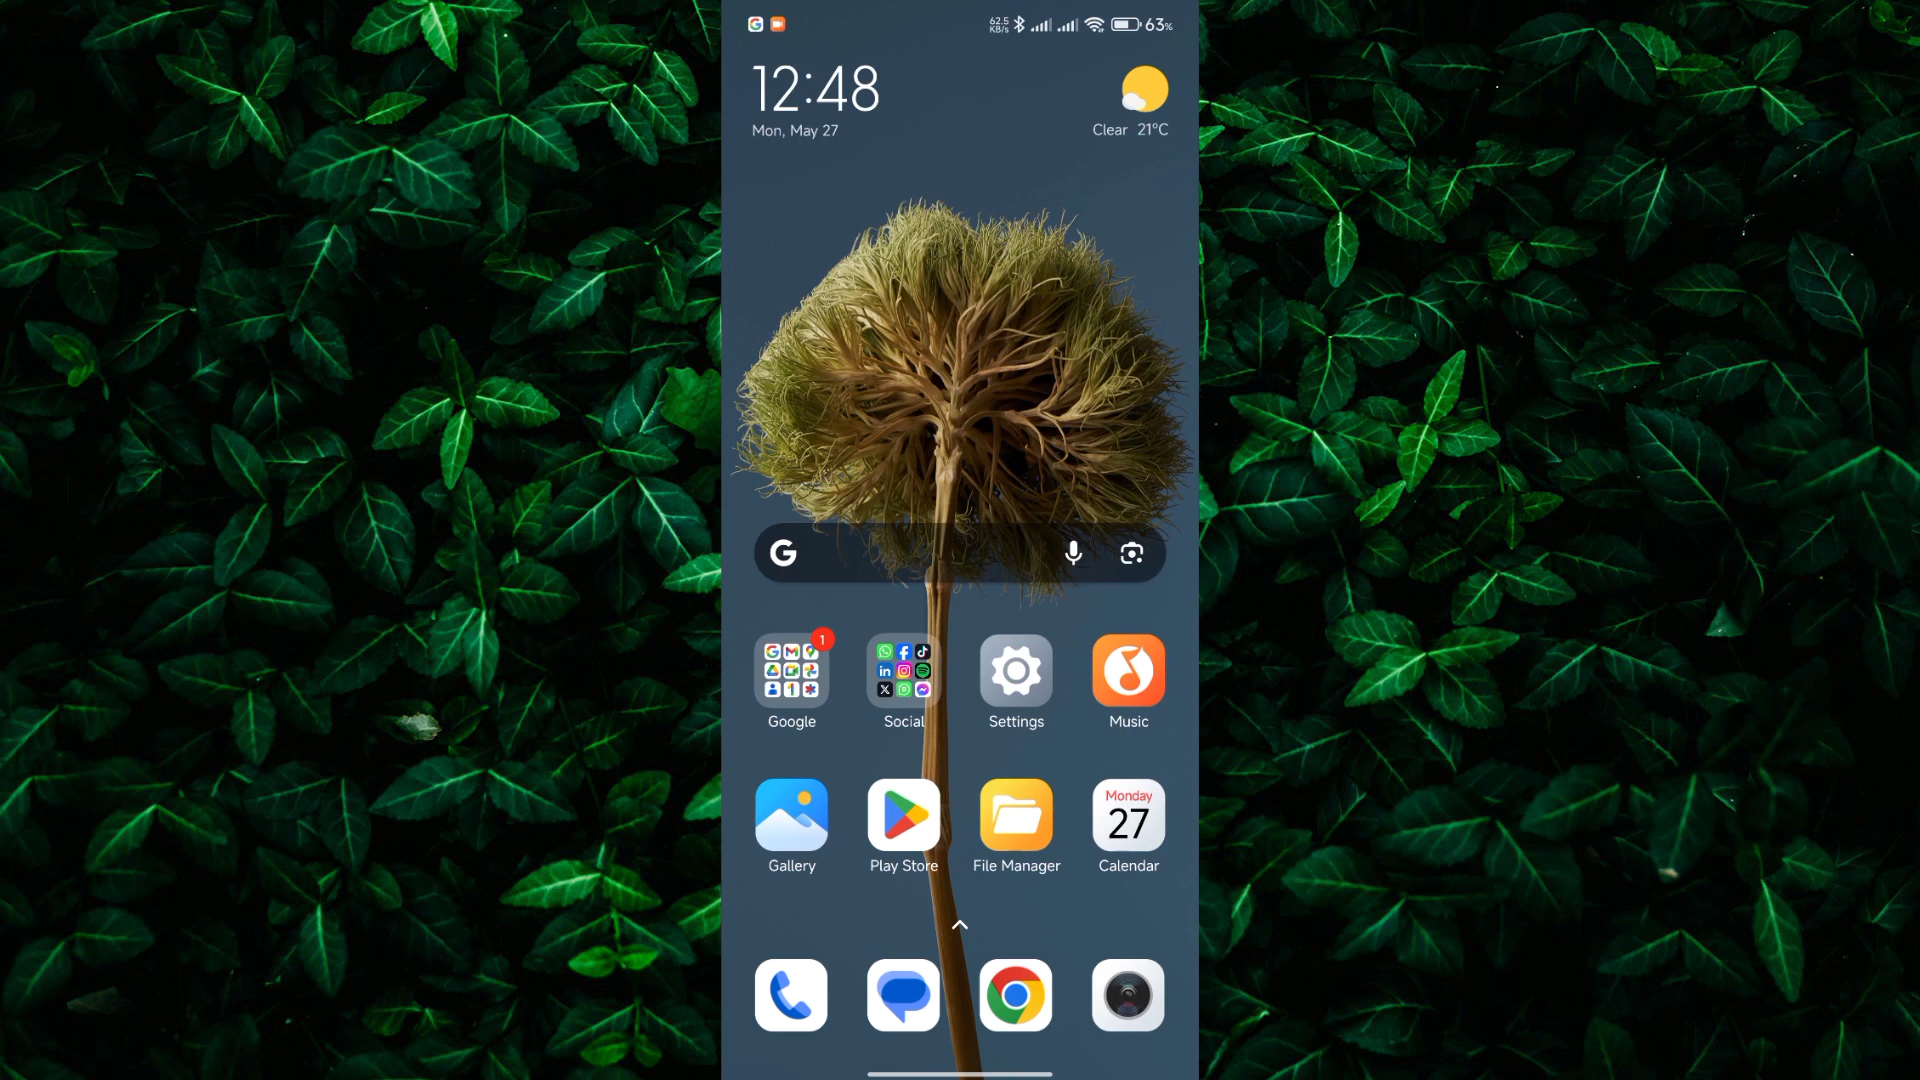 62.5
KB/s
63%
12:48
Mon, May 27
Clear 21°C
G
1
Google
Social
Settings
Music
Monday
27
Gallery
Play Store
File Manager
Calendar